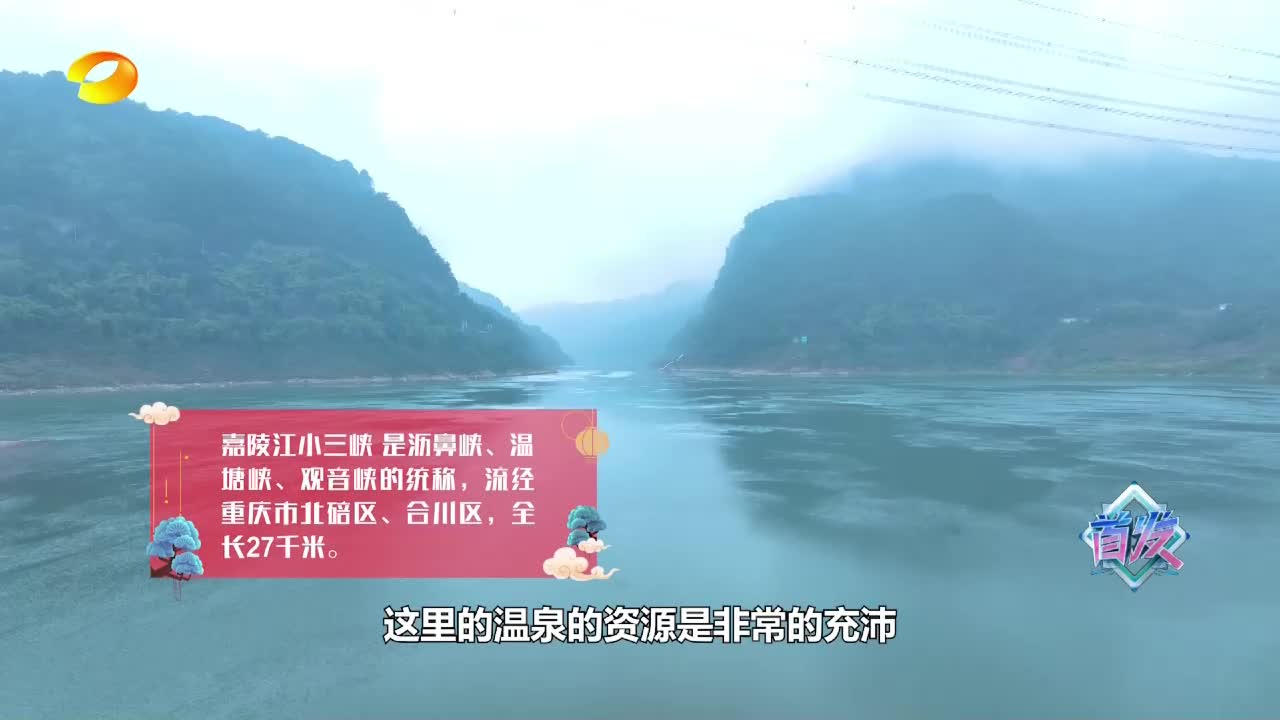 嘉陵江小三峡 是沥鼻峡、温
塘峡、观音峡的统称，流经
重庆市北碚区、合川区，全
长27千米。
首发
这里的温泉的资源是非常的充沛